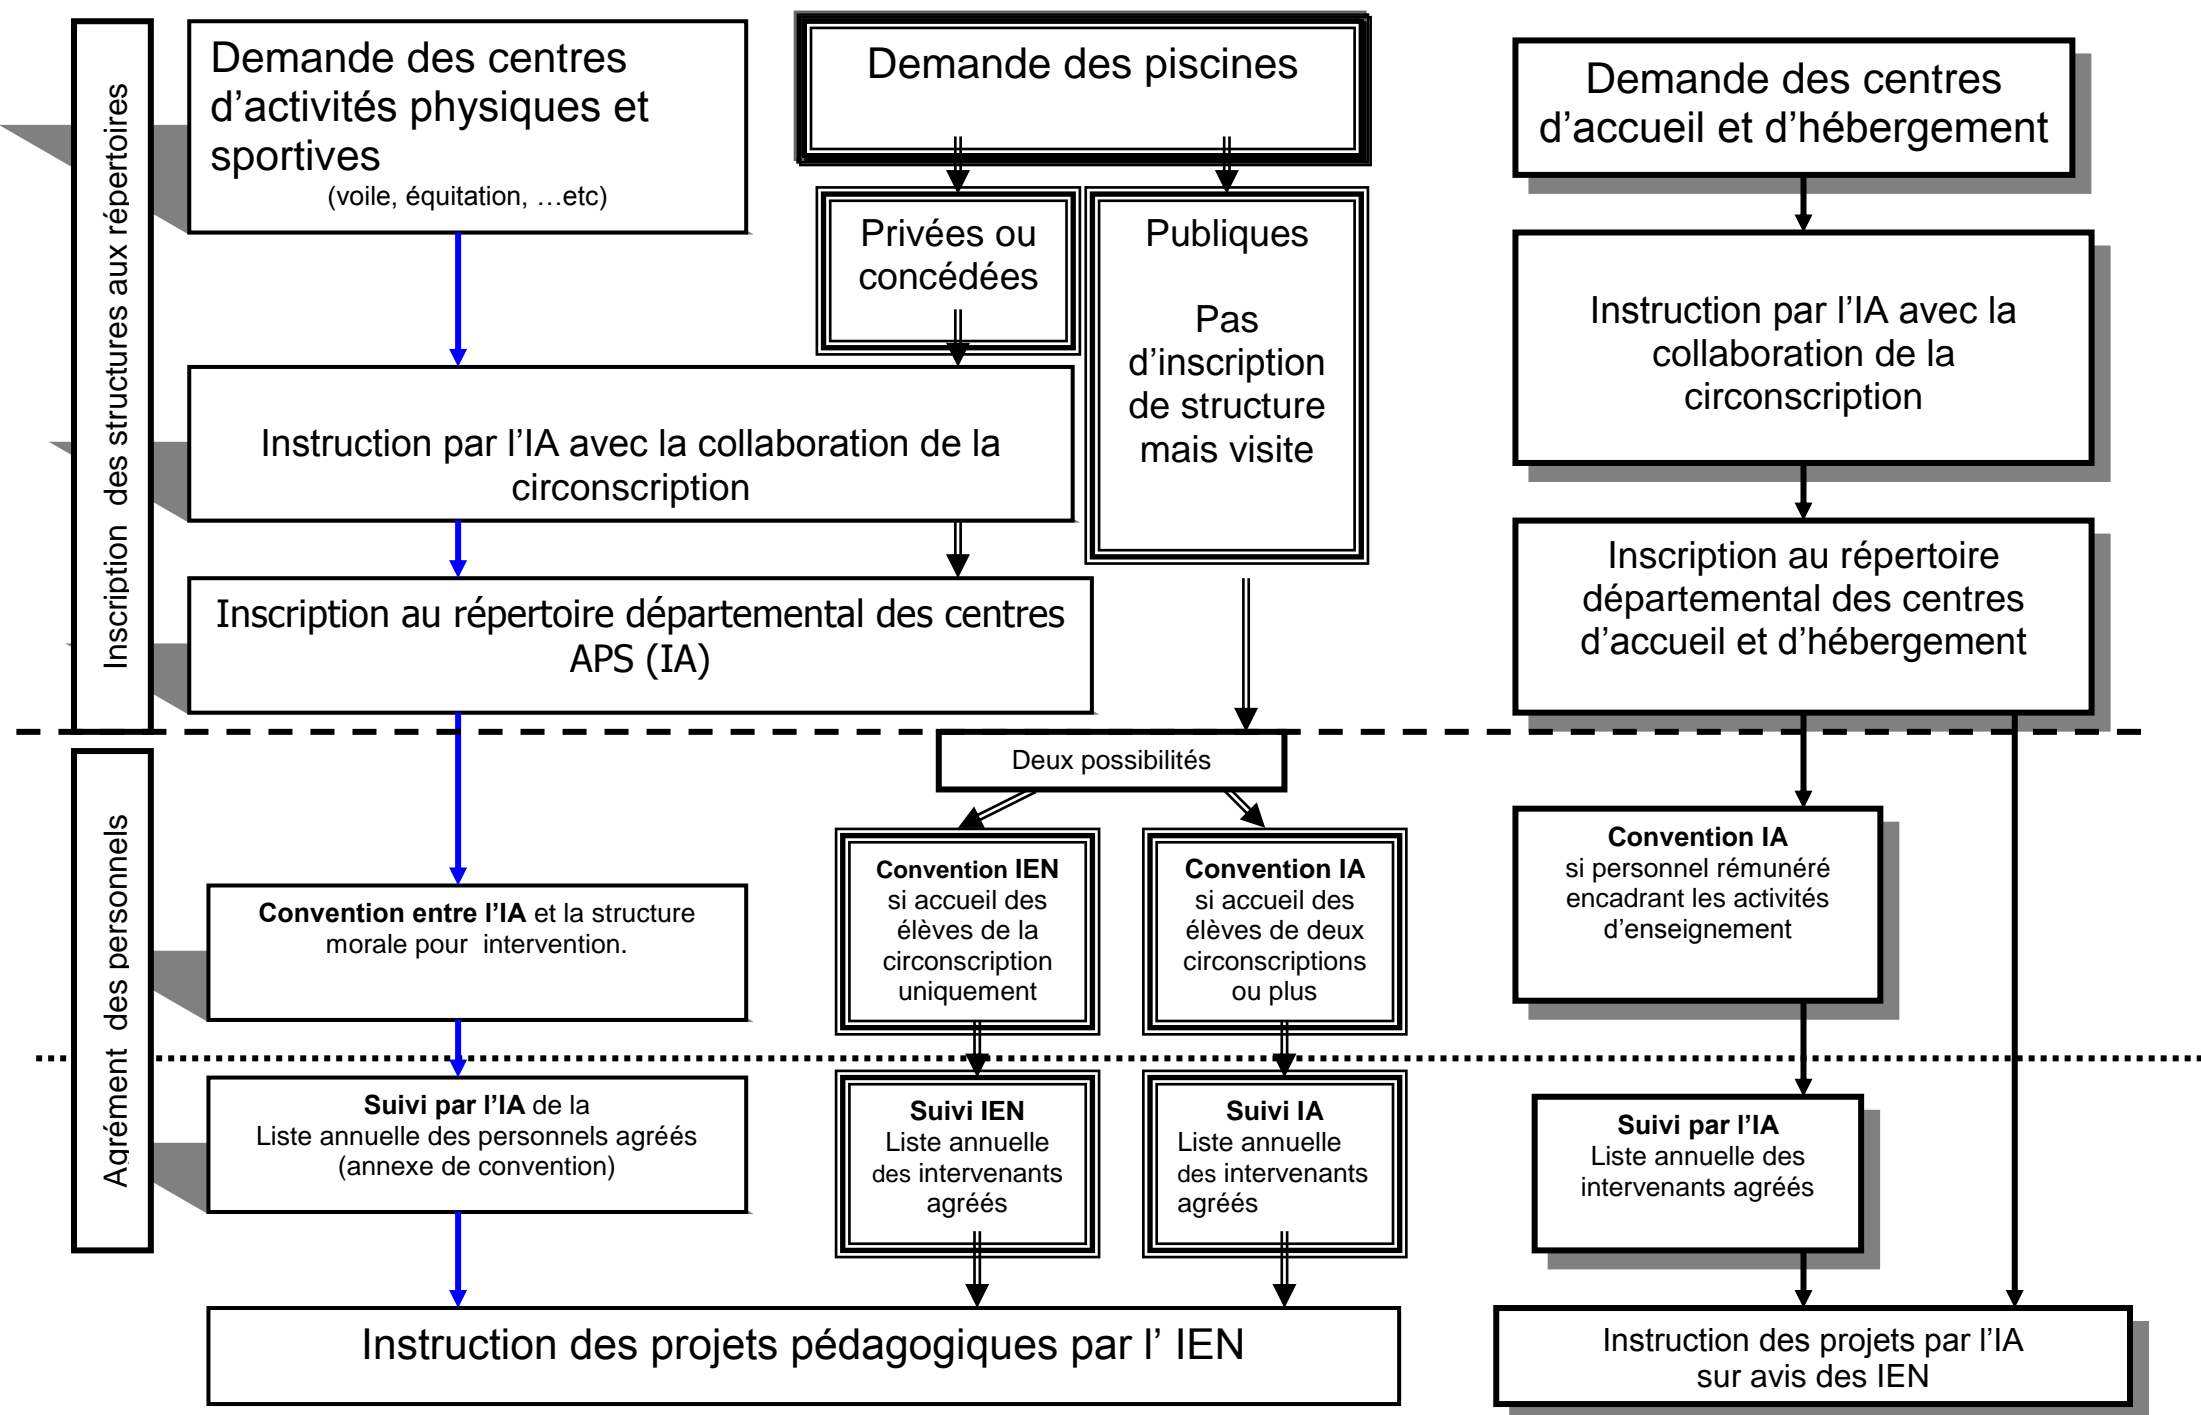 Inscription des structures aux répertoires
Demande des centres
d’activités physiques et
sportives
(voile, équitation, …etc)
Demande des piscines
Privées ou
concédées
Publiques
Pas
d’inscription
de structure
mais visite
Demande des centres
d’accueil et d’hébergement
Instruction par l’IA avec la collaboration de la
circonscription
Instruction par l’IA avec la
collaboration de la
circonscription
Inscription au répertoire départemental des centres
APS (IA)
Inscription au répertoire
départemental des centres
d’accueil et d’hébergement
Agrément des personnels
Deux possibilités
Convention entre l’IA et la structure
morale pour intervention.
Convention IEN
si accueil des
élèves de la
circonscription
uniquement
Convention IA
si accueil des
élèves de deux
circonscriptions
ou plus
Convention IA
si personnel rémunéré
encadrant les activités
d’enseignement
Suivi par l’IA de la
Liste annuelle des personnels agréés
(annexe de convention)
Suivi IEN
Liste annuelle
des intervenants
agréés
Suivi IA
Liste annuelle
des intervenants
agréés
Suivi par l’IA
Liste annuelle des
intervenants agréés
Instruction des projets pédagogiques par l’ IEN
Instruction des projets par l’IA
sur avis des IEN